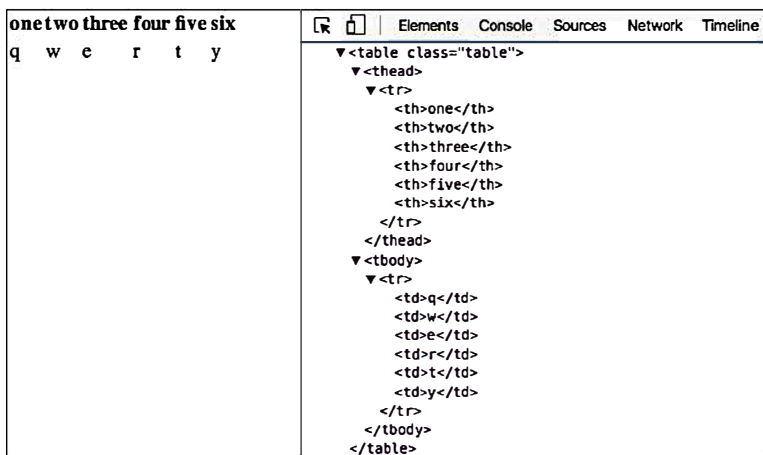 one two three four five six
q w e r t y
Elements Console Sources Network Timeline
▼<table class="table">
▼<thead>
▼<tr>
<th>one</th>
<th>two</th>
<th>three</th>
<th>four</th>
<th>five</th>
<th>six</th>
</tr>
</thead>
▼<tbody>
▼<tr>
<td>q</td>
<td>w</td>
<td>e</td>
<td>r</td>
<td>t</td>
<td>y</td>
</tr>
</tbody>
</table>